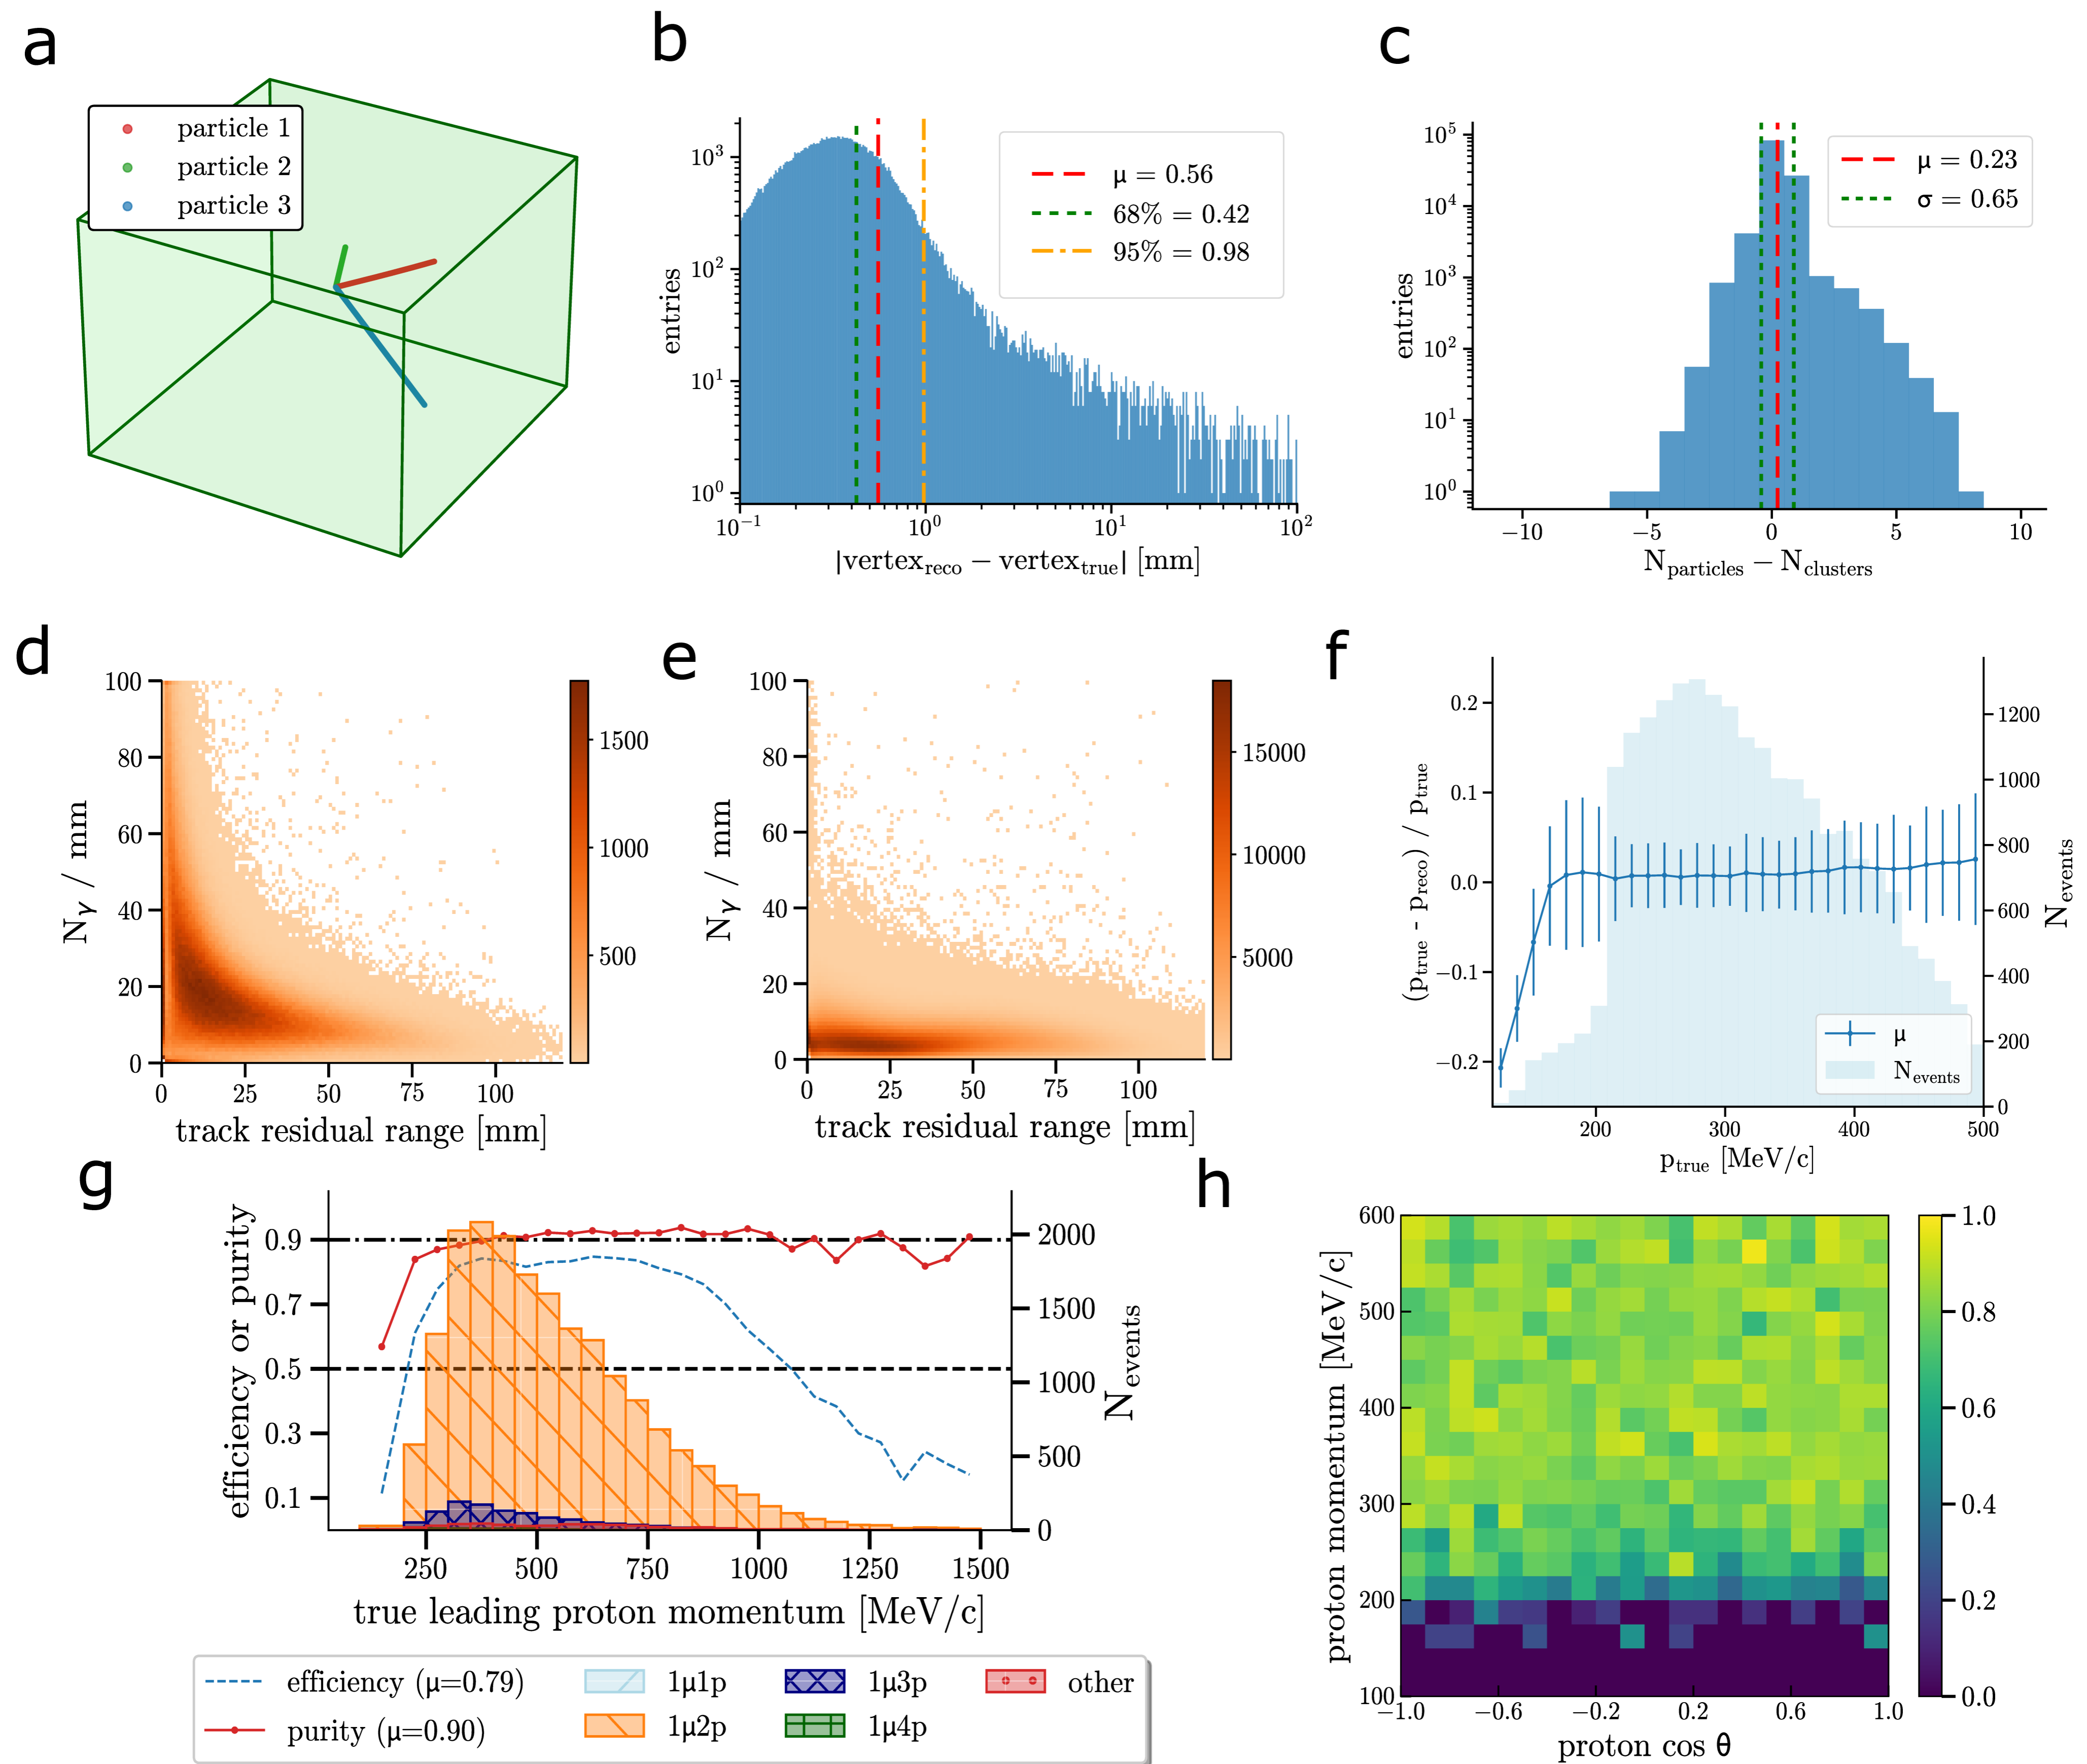 a
particle 1
particle 2
particle 3
b
10³
10²
10¹
10⁰
entries
μ = 0.56
68% = 0.42
95% = 0.98
10⁻¹ 10⁰ 10¹ 10²
|vertex_reco − vertex_true| [mm]
c
10⁵
10⁴
10³
10²
10¹
10⁰
entries
μ = 0.23
σ = 0.65
−10 −5 0 5 10
N_particles − N_clusters
d
100
80
60
40
20
0
N_γ / mm
1500
1000
500
0 25 50 75 100
track residual range [mm]
e
100
80
60
40
20
0
N_γ / mm
15000
10000
5000
0 25 50 75 100
track residual range [mm]
f
0.2
0.1
0.0
−0.1
−0.2
(p_true - p_reco) / p_true
1200
1000
800
600
400
200
0
N_events
μ
N_events
200 300 400 500
p_true [MeV/c]
g
0.9
0.7
0.5
0.3
0.1
efficiency or purity
2000
1500
1000
500
0
N_events
250 500 750 1000 1250 1500
true leading proton momentum [MeV/c]
efficiency (μ=0.79)
purity (μ=0.90)
1μ1p
1μ2p
1μ3p
1μ4p
other
h
600
500
400
300
200
100
proton momentum [MeV/c]
1.0
0.8
0.6
0.4
0.2
0.0
−1.0 −0.6 −0.2 0.2 0.6 1.0
proton cos θ